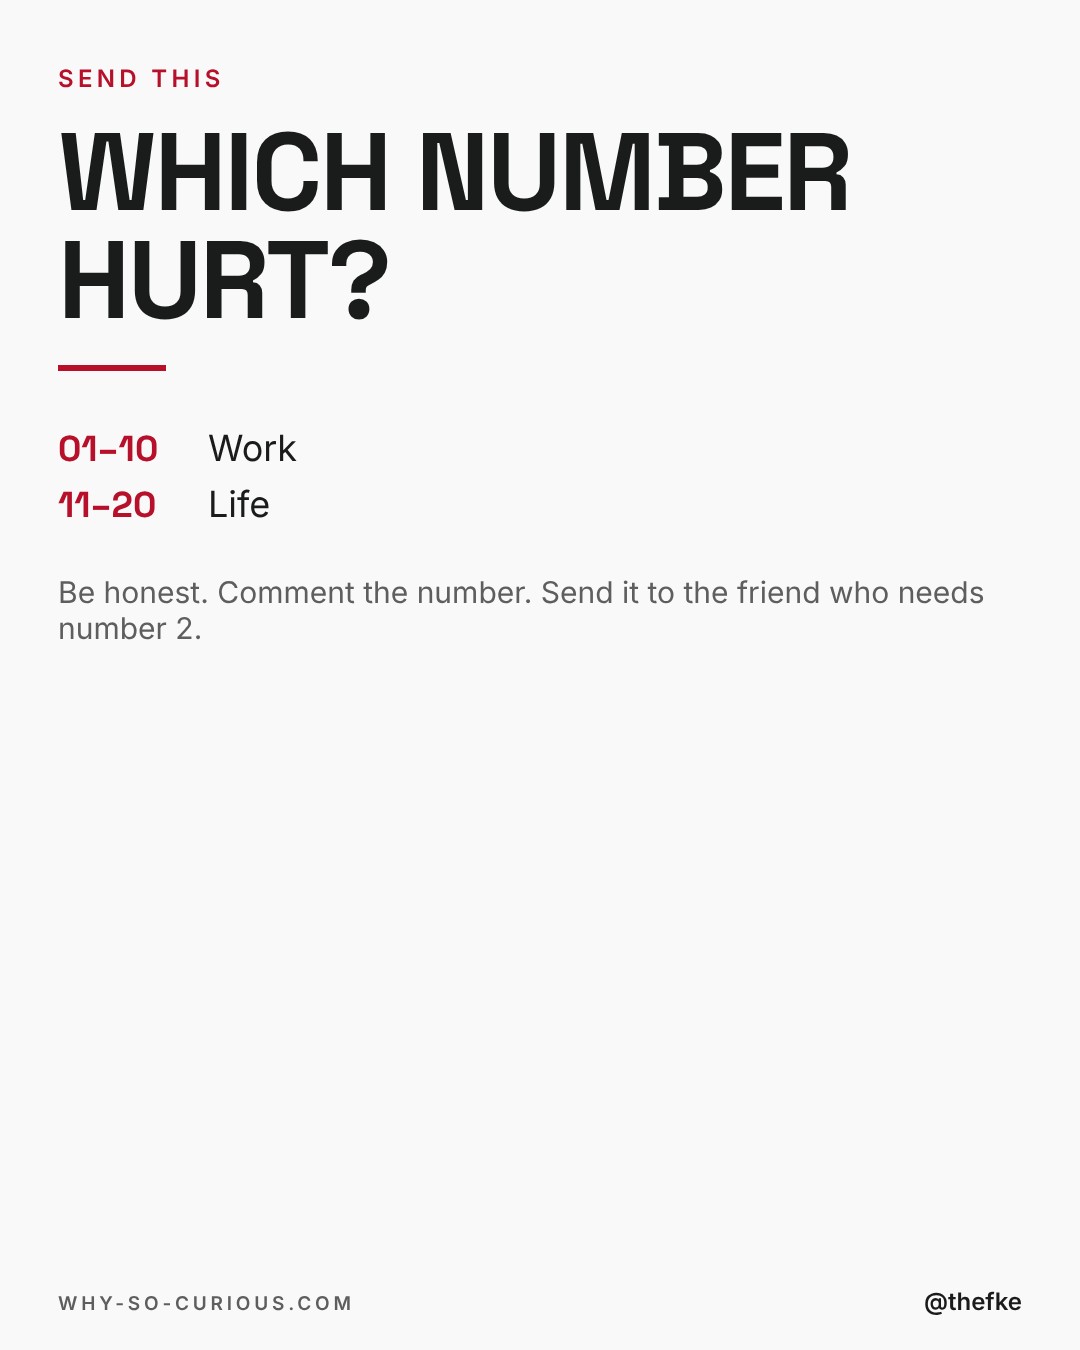 SEND THIS
WHICH NUMBER
HURT?
01–10 Work
11–20 Life
Be honest. Comment the number. Send it to the friend who needs
number 2.
WHY-SO-CURIOUS.COM
@thefke